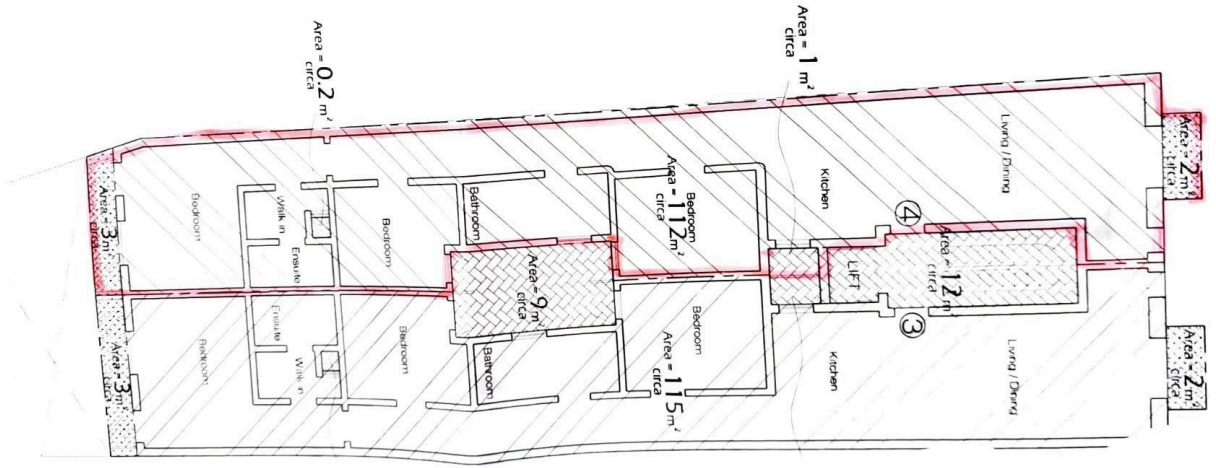 Area = 0.2 m²
circa
Area = 1 m²
circa
Area = 2 m²
circa
Living / Dining
Kitchen
④
Area = 112 m²
circa
Bedroom
Bathroom
Bedroom
Walk in
Ensuite
Bedroom
Area = 3 m²
circa
Area = 12 m²
circa
LIFT
Area = 9 m²
circa
③
Area = 2 m²
circa
Living / Dining
Kitchen
Bedroom
Area = 115 m²
circa
Bathroom
Bedroom
Ensuite
Walk in
Bedroom
Area = 3 m²